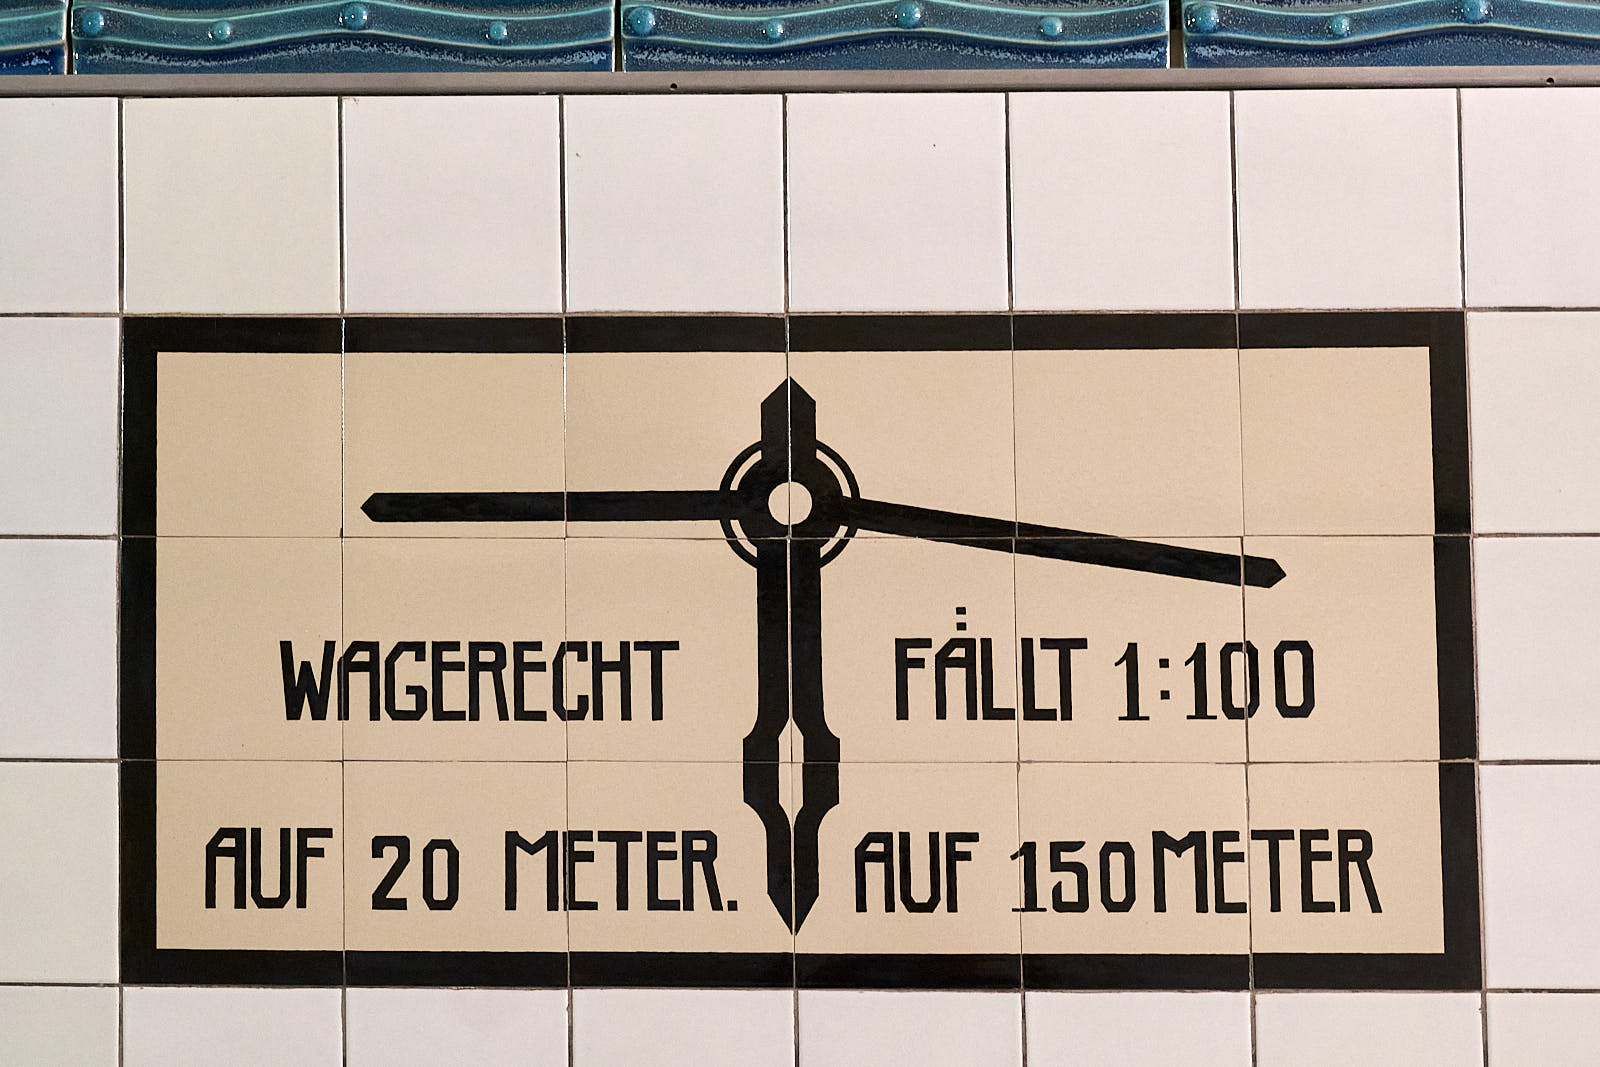 WAGERECHT
AUF 20 METER.
FÄLLT 1:100
AUF 150 METER